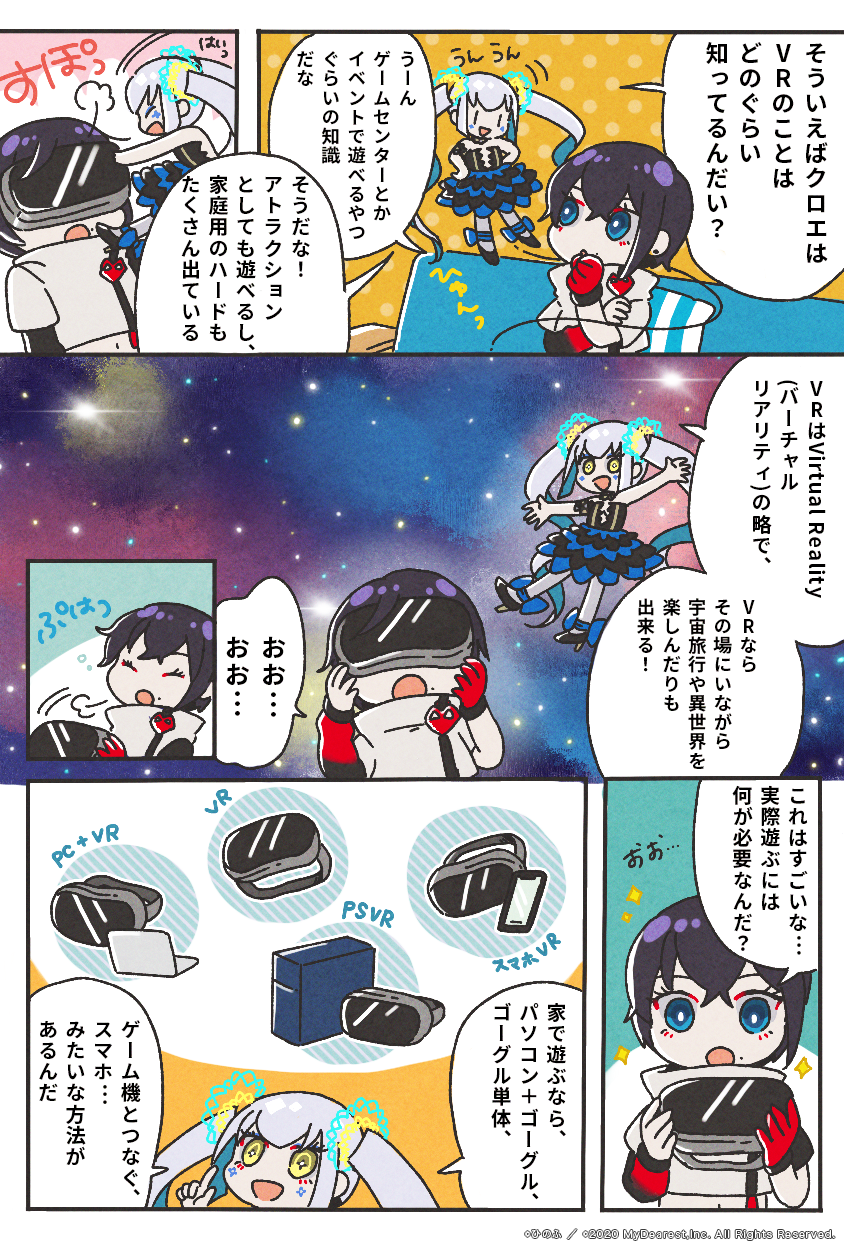 そういえばクロエは
VRのことは
どのぐらい
知ってるんだい？
うんうん
うーん
ゲームセンターとか
イベントで遊べるやつ
ぐらいの知識
だな
びゅんっ
そうだな！
アトラクション
としても遊べるし、
家庭用のハードも
たくさん出ている
はいっ
すぽっ
VRはVirtual Reality
(バーチャル
リアリティ)の略で、
VRなら
その場にいながら
宇宙旅行や異世界を
楽しんだりも
出来る！
おお…
おお…
ぷはっ
これはすごいな…
実際遊ぶには
何が必要なんだ？
おお…
スマホVR
VR
PSVR
PC+VR
家で遊ぶなら、
パソコン＋ゴーグル、
ゴーグル単体、
ゲーム機とつなぐ、
スマホ…
みたいな方法が
あるんだ
©ひのふ ／ ©2020 MyDearest,Inc. All Rights Reserved.